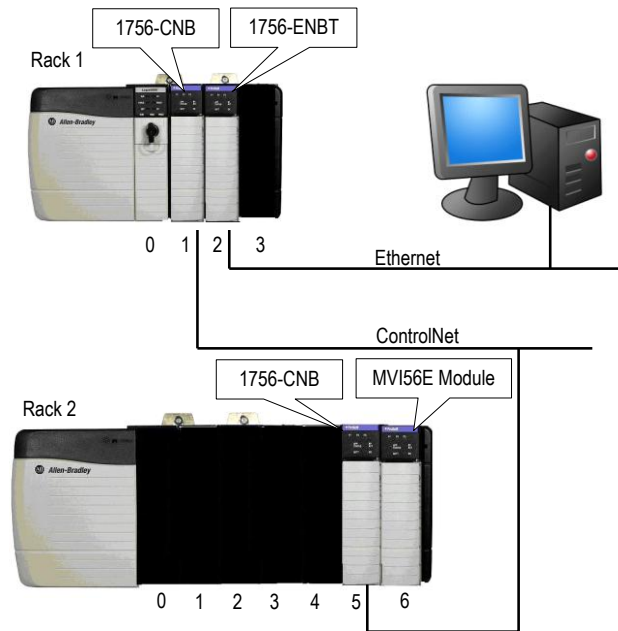 1756-CNB
1756-ENBT
Rack 1
Allen-Bradley
0 1 2 3
Ethernet
ControlNet
1756-CNB
MVI56E Module
Rack 2
Allen-Bradley
0 1 2 3 4 5 6